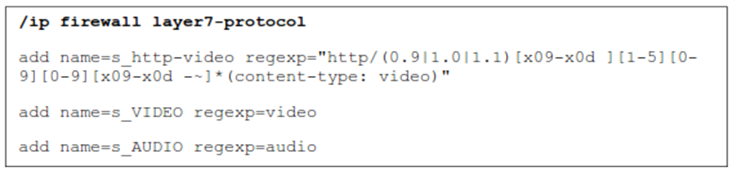 /ip firewall layer7-protocol
add name=s_http-video regexp="http/(0.9|1.0|1.1)[x09-x0d ][1-5][0-
9][0-9][x09-x0d -~]*(content-type: video)"
add name=s_VIDEO regexp=video
add name=s_AUDIO regexp=audio